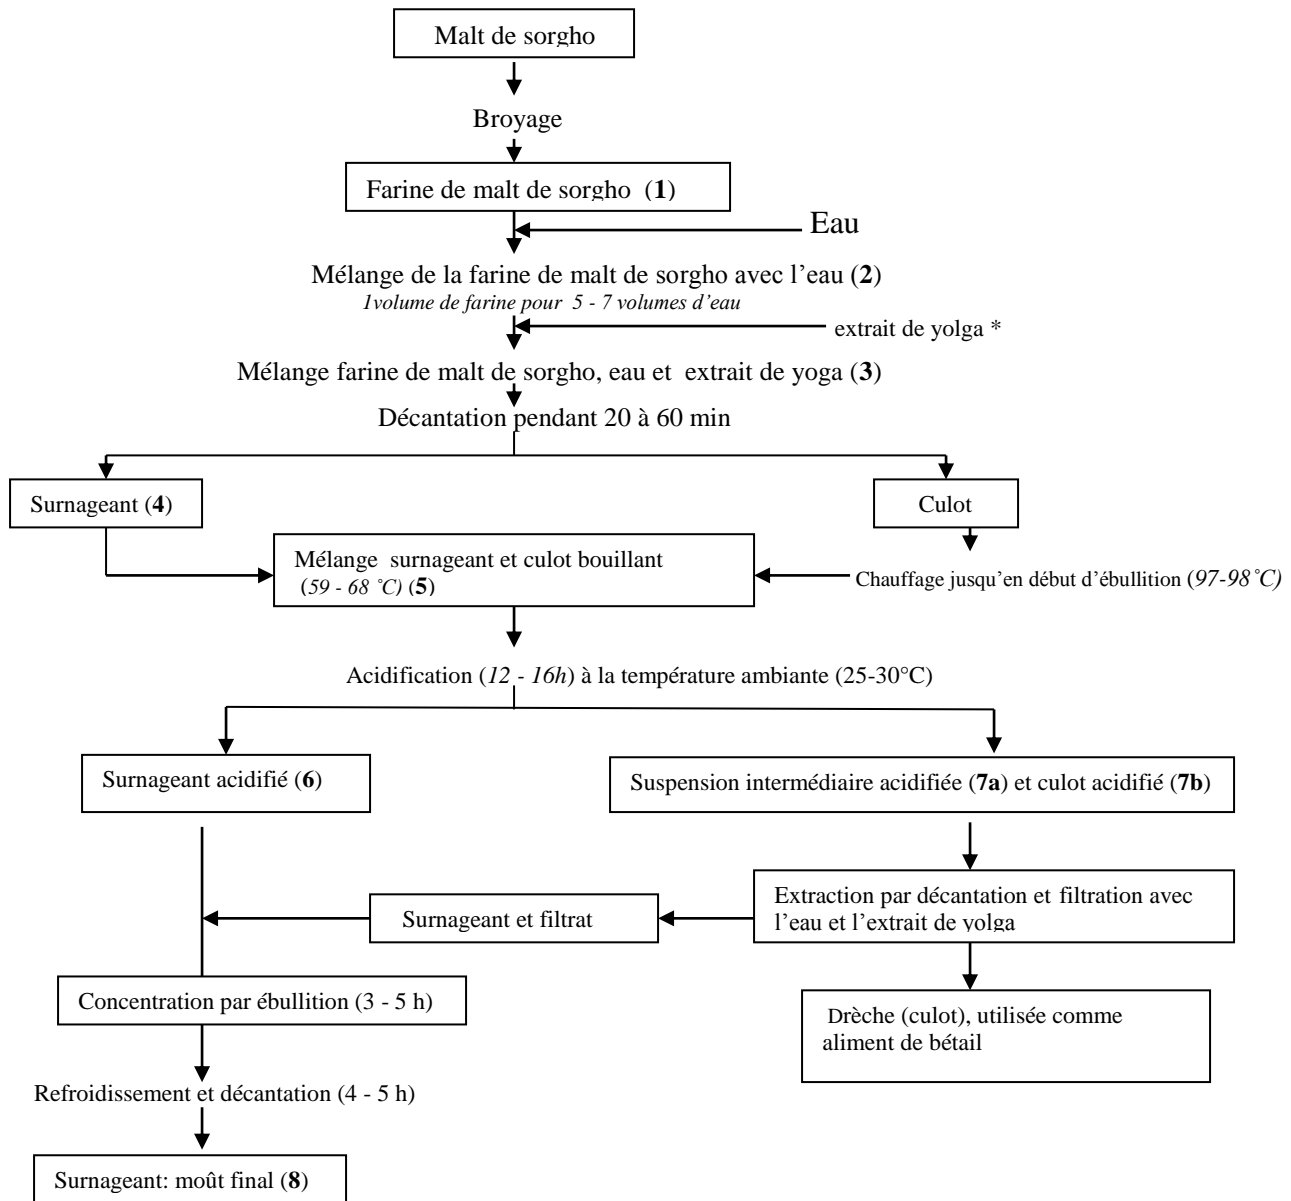 Malt de sorgho
Broyage
Farine de malt de sorgho (1)
Eau
Mélange de la farine de malt de sorgho avec l’eau (2)
1volume de farine pour 5 - 7 volumes d’eau
extrait de yolga *
Mélange farine de malt de sorgho, eau et extrait de yoga (3)
Décantation pendant 20 à 60 min
Surnageant (4)
Culot
Mélange surnageant et culot bouillant
(59 - 68 ˚C) (5)
Chauffage jusqu’en début d’ébullition (97-98˚C)
Acidification (12 - 16h) à la température ambiante (25-30°C)
Surnageant acidifié (6)
Suspension intermédiaire acidifiée (7a) et culot acidifié (7b)
Extraction par décantation et filtration avec
l’eau et l’extrait de yolga
Surnageant et filtrat
Concentration par ébullition (3 - 5 h)
Drèche (culot), utilisée comme
aliment de bétail
Refroidissement et décantation (4 - 5 h)
Surnageant: moût final (8)